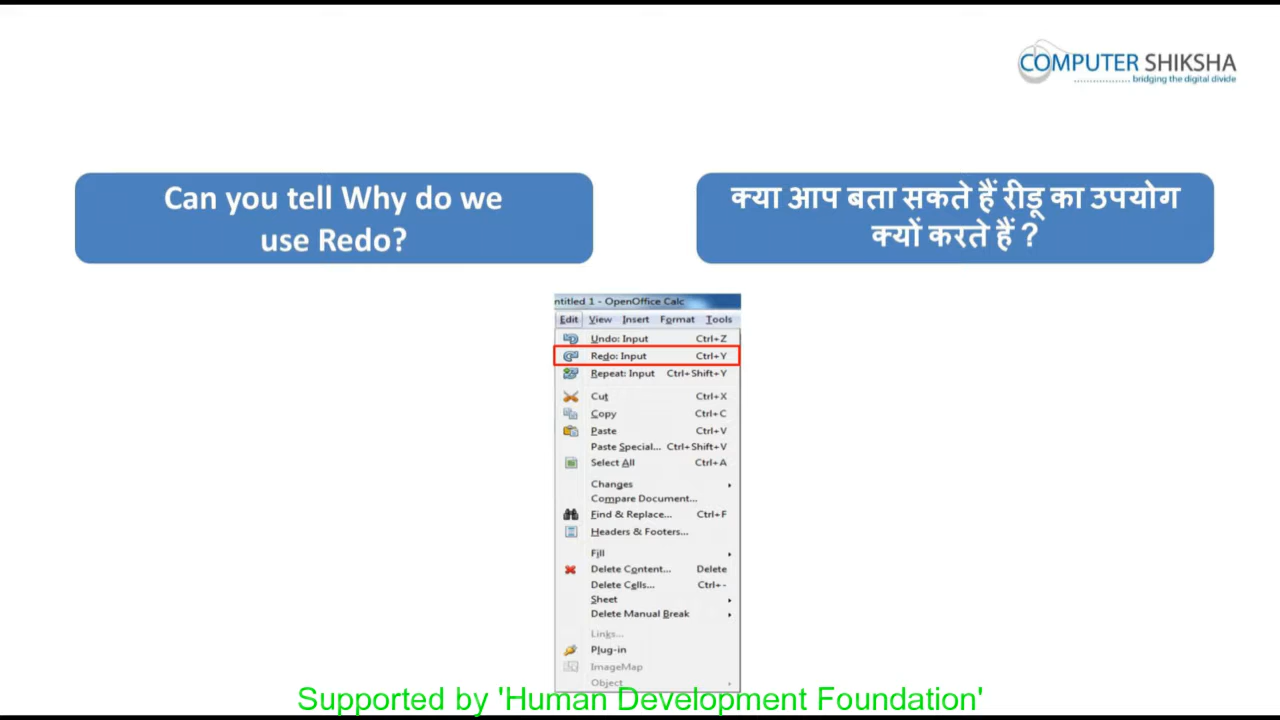 COMPUTER SHIKSHA
bridging the digital divide
Can you tell Why do we
use Redo?
क्या आप बता सकते हैं रीडू का उपयोग
क्यों करते हैं ?
ntitled 1 - OpenOffice Calc
Edit View Insert Format Tools
Undo: Input Ctrl+Z
Redo: Input Ctrl+Y
Repeat: Input Ctrl+Shift+Y
Cut Ctrl+X
Copy Ctrl+C
Paste Ctrl+V
Paste Special... Ctrl+Shift+V
Select All Ctrl+A
Changes
Compare Document...
Find & Replace... Ctrl+F
Headers & Footers...
Fill
Delete Content... Delete
Delete Cells... Ctrl+-
Sheet
Delete Manual Break
Links...
Plug-in
ImageMap
Object
Supported by 'Human Development Foundation'